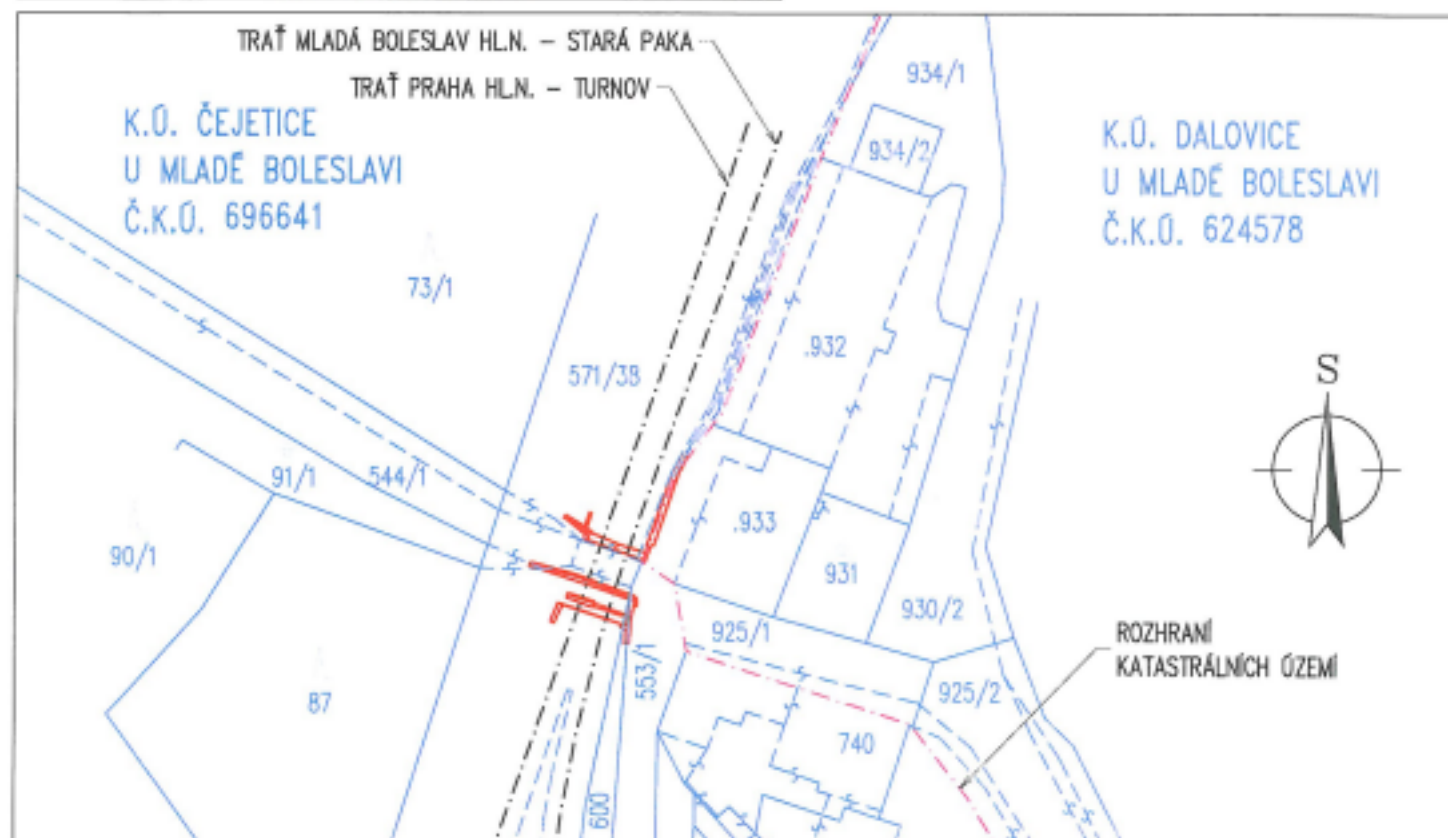 TRAŤ MLADÁ BOLESLAV HL.N. – STARÁ PAKA
TRAŤ PRAHA HL.N. – TURNOV
K.Ú. ČEJETICE
U MLADÉ BOLESLAVI
Č.K.Ú. 696641
K.Ú. DALOVICE
U MLADÉ BOLESLAVI
Č.K.Ú. 624578
934/1
934/2
73/1
.932
571/38
S
91/1
544/1
.933
90/1
931
930/2
925/1
ROZHRANÍ
KATASTRÁLNÍCH ÚZEMÍ
553/1
925/2
87
740
600